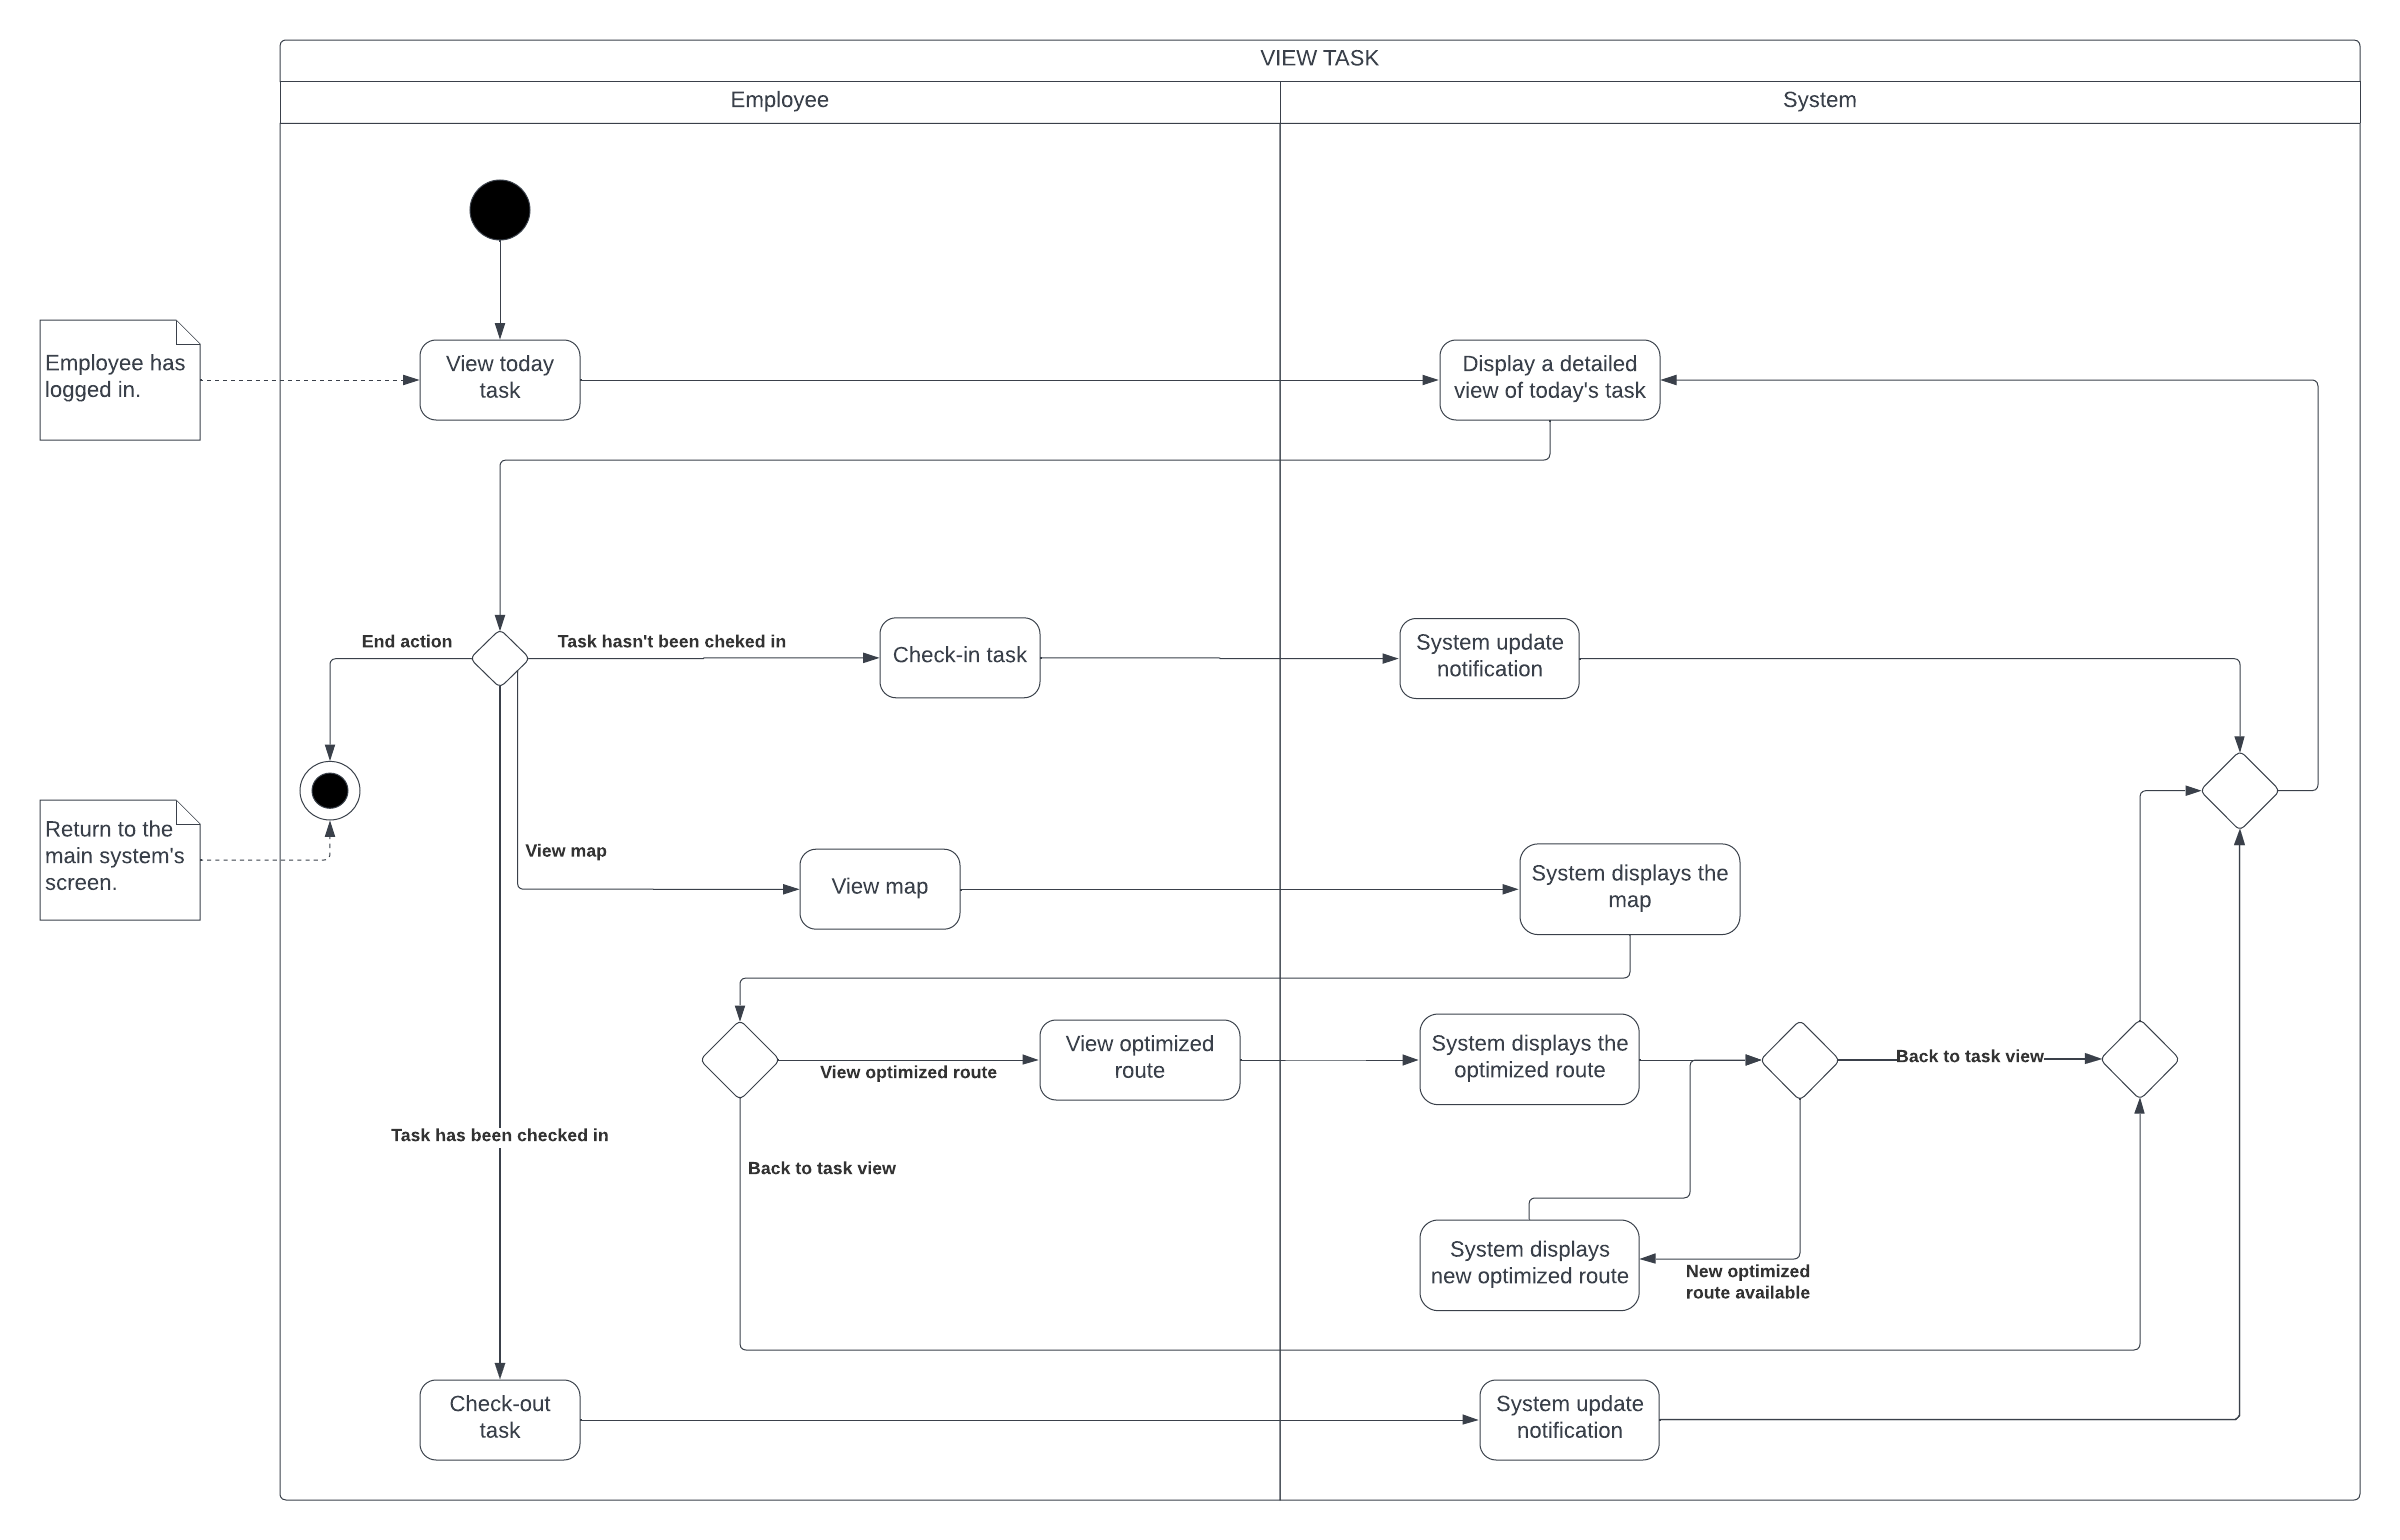 VIEW TASK
Employee
System
Employee has
logged in.
View today
task
Display a detailed
view of today's task
End action
Task hasn't been cheked in
Check-in task
System update
notification
Return to the
main system's
screen.
View map
View map
System displays the
map
View optimized route
View optimized
route
System displays the
optimized route
Back to task view
Task has been checked in
Back to task view
System displays
new optimized route
New optimized
route available
Check-out
task
System update
notification